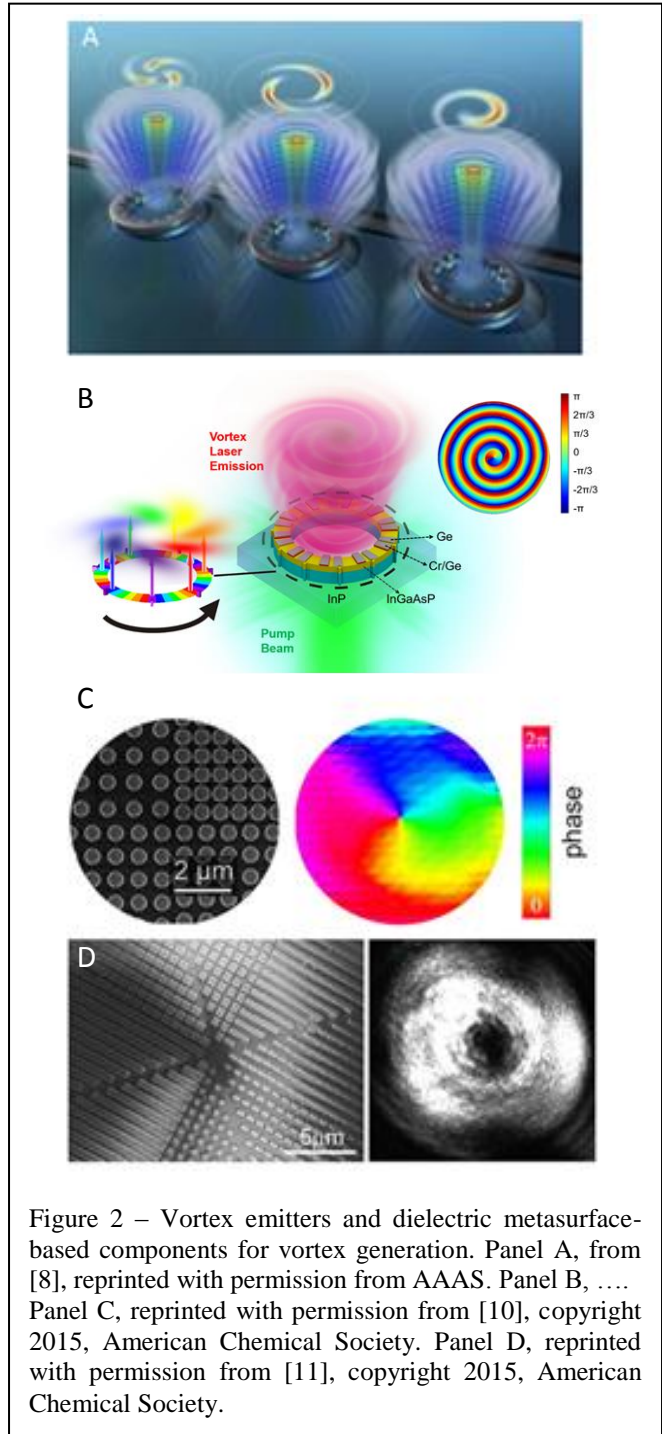 A
B
Vortex
Laser
Emission
π
2π/3
π/3
0
-π/3
-2π/3
-π
Ge
Cr/Ge
InP
InGaAsP
Pump
Beam
C
2 μm
2π
phase
0
D
5μm
Figure 2 – Vortex emitters and dielectric metasurface-
based components for vortex generation. Panel A, from
[8], reprinted with permission from AAAS. Panel B, ….
Panel C, reprinted with permission from [10], copyright
2015, American Chemical Society. Panel D, reprinted
with permission from [11], copyright 2015, American
Chemical Society.